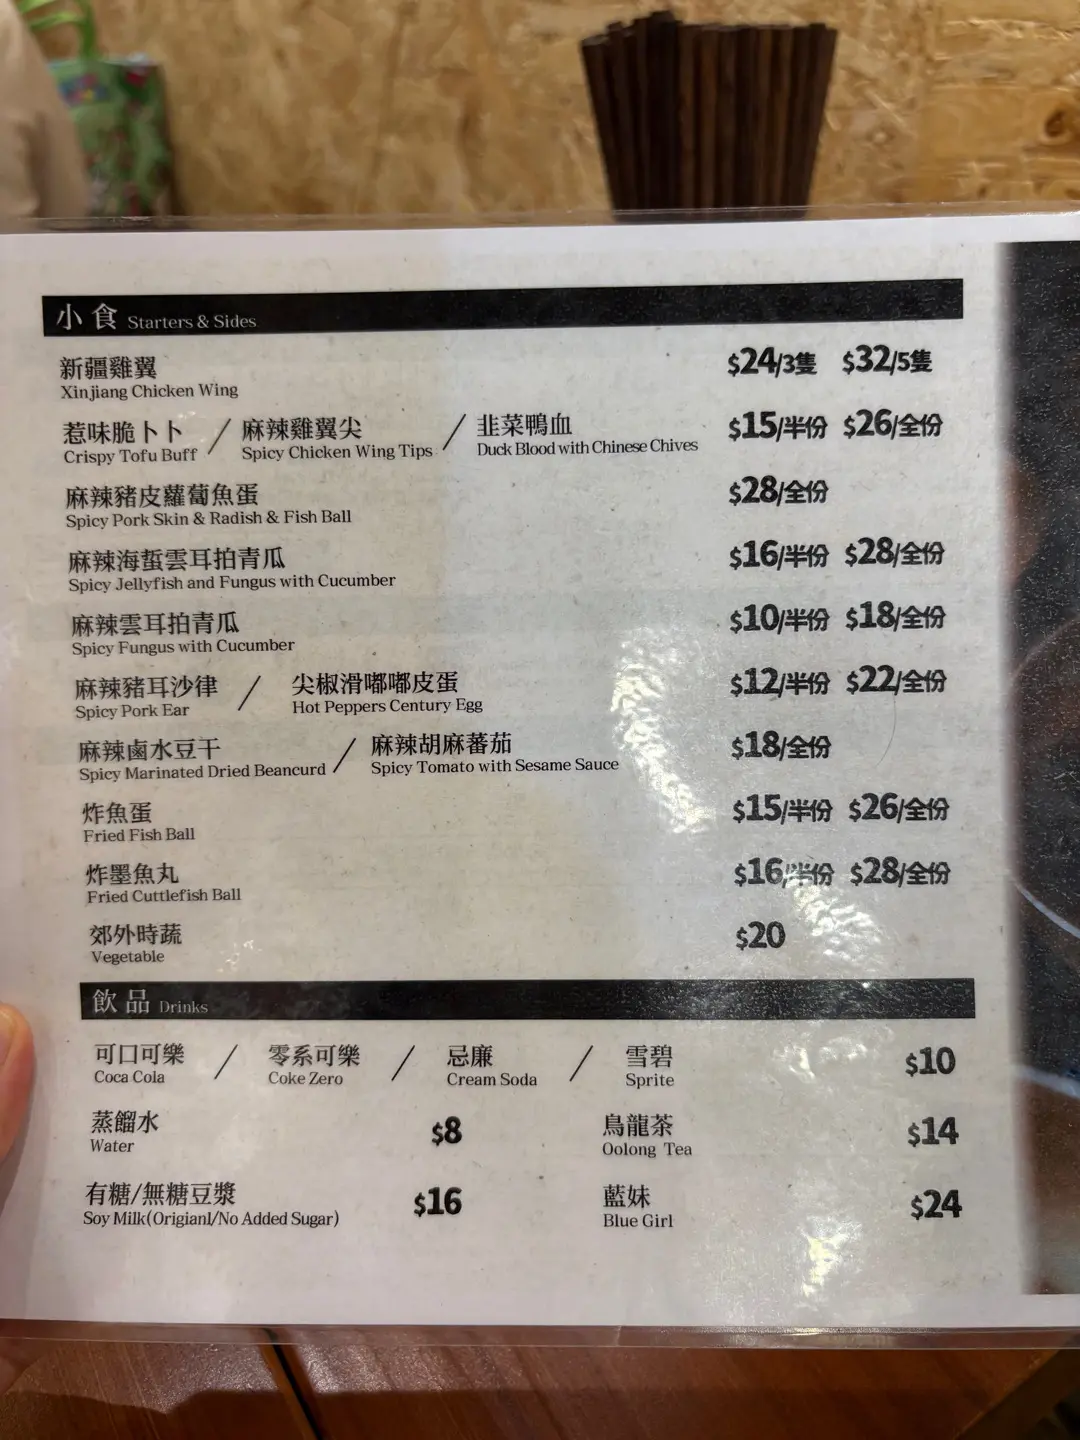 小食 Starters & Sides
新疆雞翼 $24/3隻 $32/5隻
Xinjiang Chicken Wing
惹味脆卜卜 / 麻辣雞翼尖 / 韭菜鴨血 $15/半份 $26/全份
Crispy Tofu Buff Spicy Chicken Wing Tips Duck Blood with Chinese Chives
麻辣豬皮蘿蔔魚蛋 $28/全份
Spicy Pork Skin & Radish & Fish Ball
麻辣海蜇雲耳拍青瓜 $16/半份 $28/全份
Spicy Jellyfish and Fungus with Cucumber
麻辣雲耳拍青瓜 $10/半份 $18/全份
Spicy Fungus with Cucumber
麻辣豬耳沙律 / 尖椒滑嘟嘟皮蛋 $12/半份 $22/全份
Spicy Pork Ear Hot Peppers Century Egg
麻辣鹵水豆干 / 麻辣胡麻蕃茄 $18/全份
Spicy Marinated Dried Beancurd Spicy Tomato with Sesame Sauce
炸魚蛋 $15/半份 $26/全份
Fried Fish Ball
炸墨魚丸 $16/半份 $28/全份
Fried Cuttlefish Ball
郊外時蔬 $20
Vegetable
飲品 Drinks
可口可樂 / 零系可樂 / 忌廉 / 雪碧 $10
Coca Cola Coke Zero Cream Soda Sprite
蒸餾水 $8 烏龍茶 $14
Water Oolong Tea
有糖/無糖豆漿 $16 藍妹 $24
Soy Milk(Origianl/No Added Sugar) Blue Girl